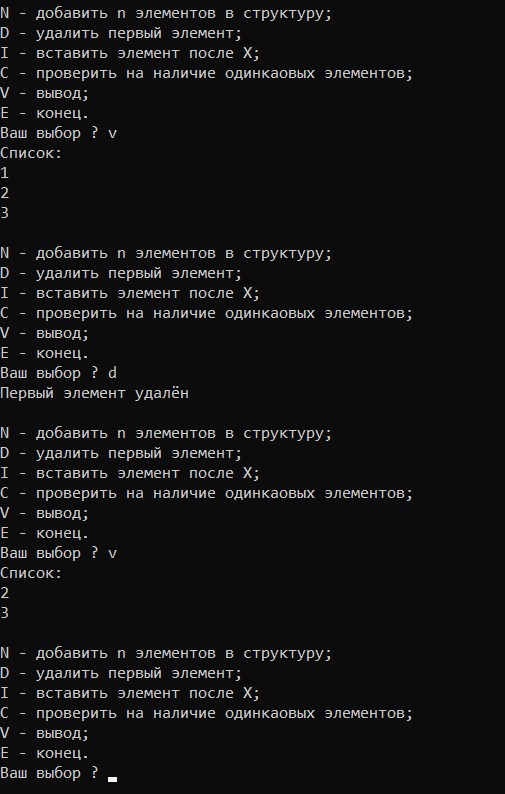 N - добавить n элементов в структуру;
D - удалить первый элемент;
I - вставить элемент после X;
C - проверить на наличие одинкаовых элементов;
V - вывод;
E - конец.
Ваш выбор ? v
Список:
1
2
3
N - добавить n элементов в структуру;
D - удалить первый элемент;
I - вставить элемент после X;
C - проверить на наличие одинкаовых элементов;
V - вывод;
E - конец.
Ваш выбор ? d
Первый элемент удалён
N - добавить n элементов в структуру;
D - удалить первый элемент;
I - вставить элемент после X;
C - проверить на наличие одинкаовых элементов;
V - вывод;
E - конец.
Ваш выбор ? v
Список:
2
3
N - добавить n элементов в структуру;
D - удалить первый элемент;
I - вставить элемент после X;
C - проверить на наличие одинкаовых элементов;
V - вывод;
E - конец.
Ваш выбор ?